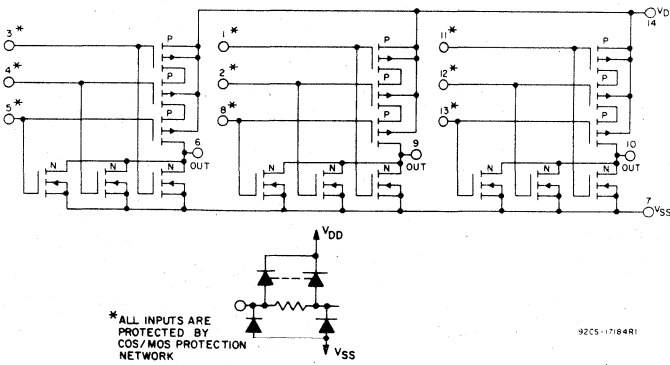 3* 1* 11* VD
14
P P P
4* 2* 12*
P P P
5* 8* 13*
P P P
6 9 10
OUT OUT OUT
N N N N N N N N N
7
VSS
VDD
*ALL INPUTS ARE
PROTECTED BY
COS/MOS PROTECTION
NETWORK
VSS
92CS-17184R1